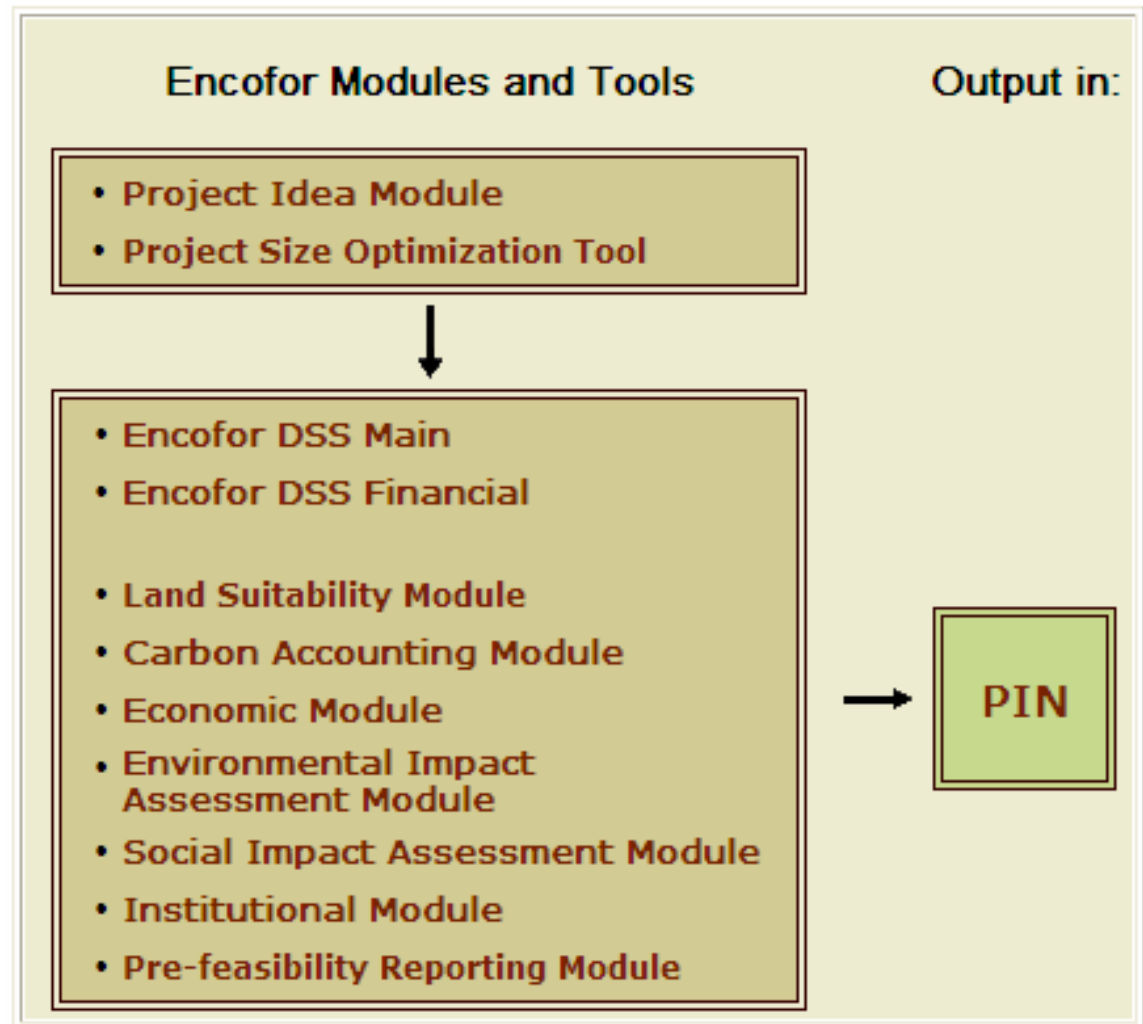 Encofor Modules and Tools
Output in:
• Project Idea Module
• Project Size Optimization Tool
• Encofor DSS Main
• Encofor DSS Financial
• Land Suitability Module
• Carbon Accounting Module
• Economic Module
• Environmental Impact
Assessment Module
• Social Impact Assessment Module
• Institutional Module
• Pre-feasibility Reporting Module
PIN